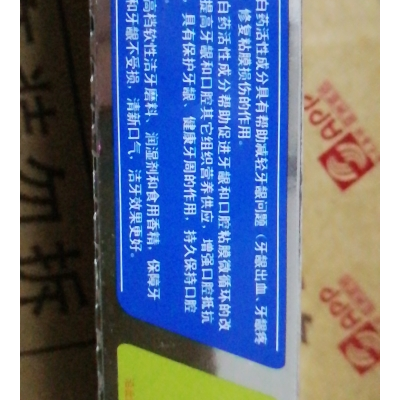 白药活性成分具有帮助减轻牙龈问题（牙龈出血、牙龈疼
修复粘膜损伤的作用。
白药活性成分帮助促进牙龈和口腔粘膜微循环的改
提高牙龈和口腔其它组织营养供应，增强口腔抵抗
，具有保护牙龈、健康牙周的作用，持久保持口腔
高档软性洁牙磨料、润湿剂和食用香精，保障牙
和牙龈不受损，清新口气，洁牙效果更好。
勿拆
APP
APP